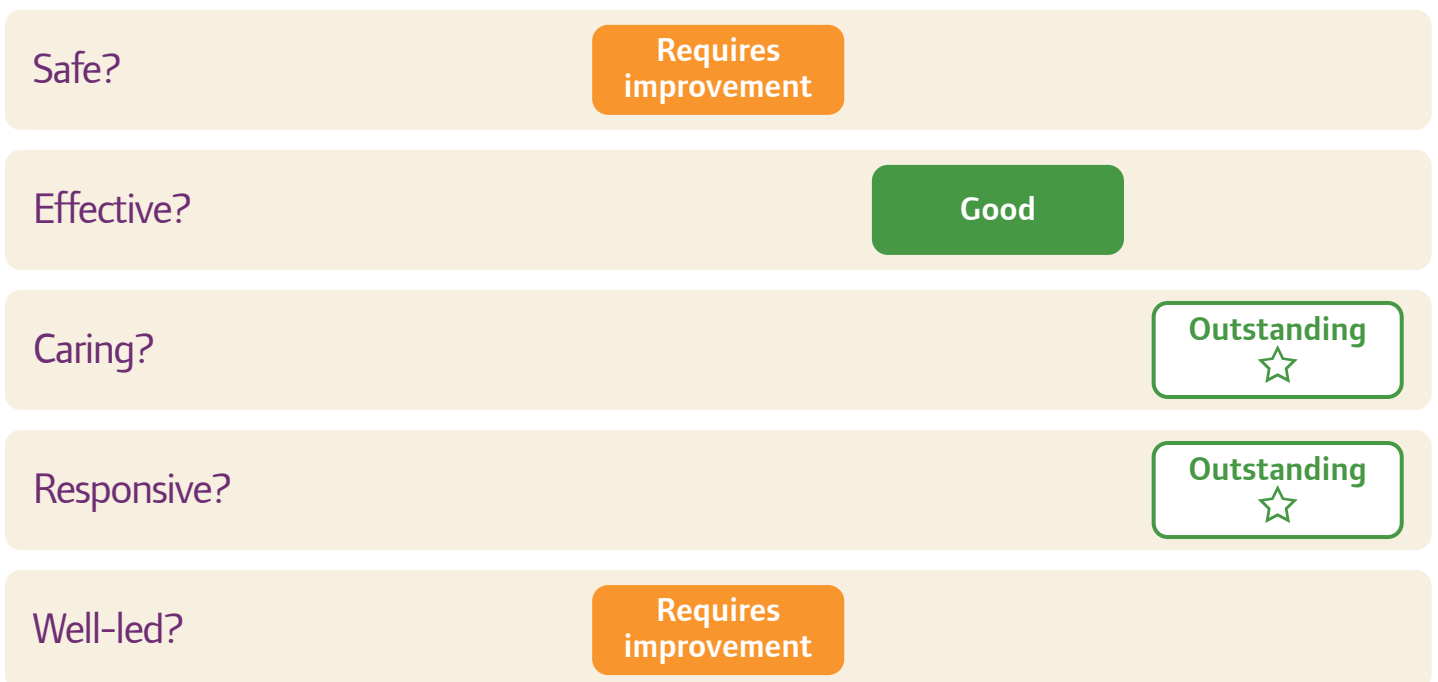 Safe?
Requires
improvement
Effective?
Good
Caring?
Outstanding
Responsive?
Outstanding
Well-led?
Requires
improvement